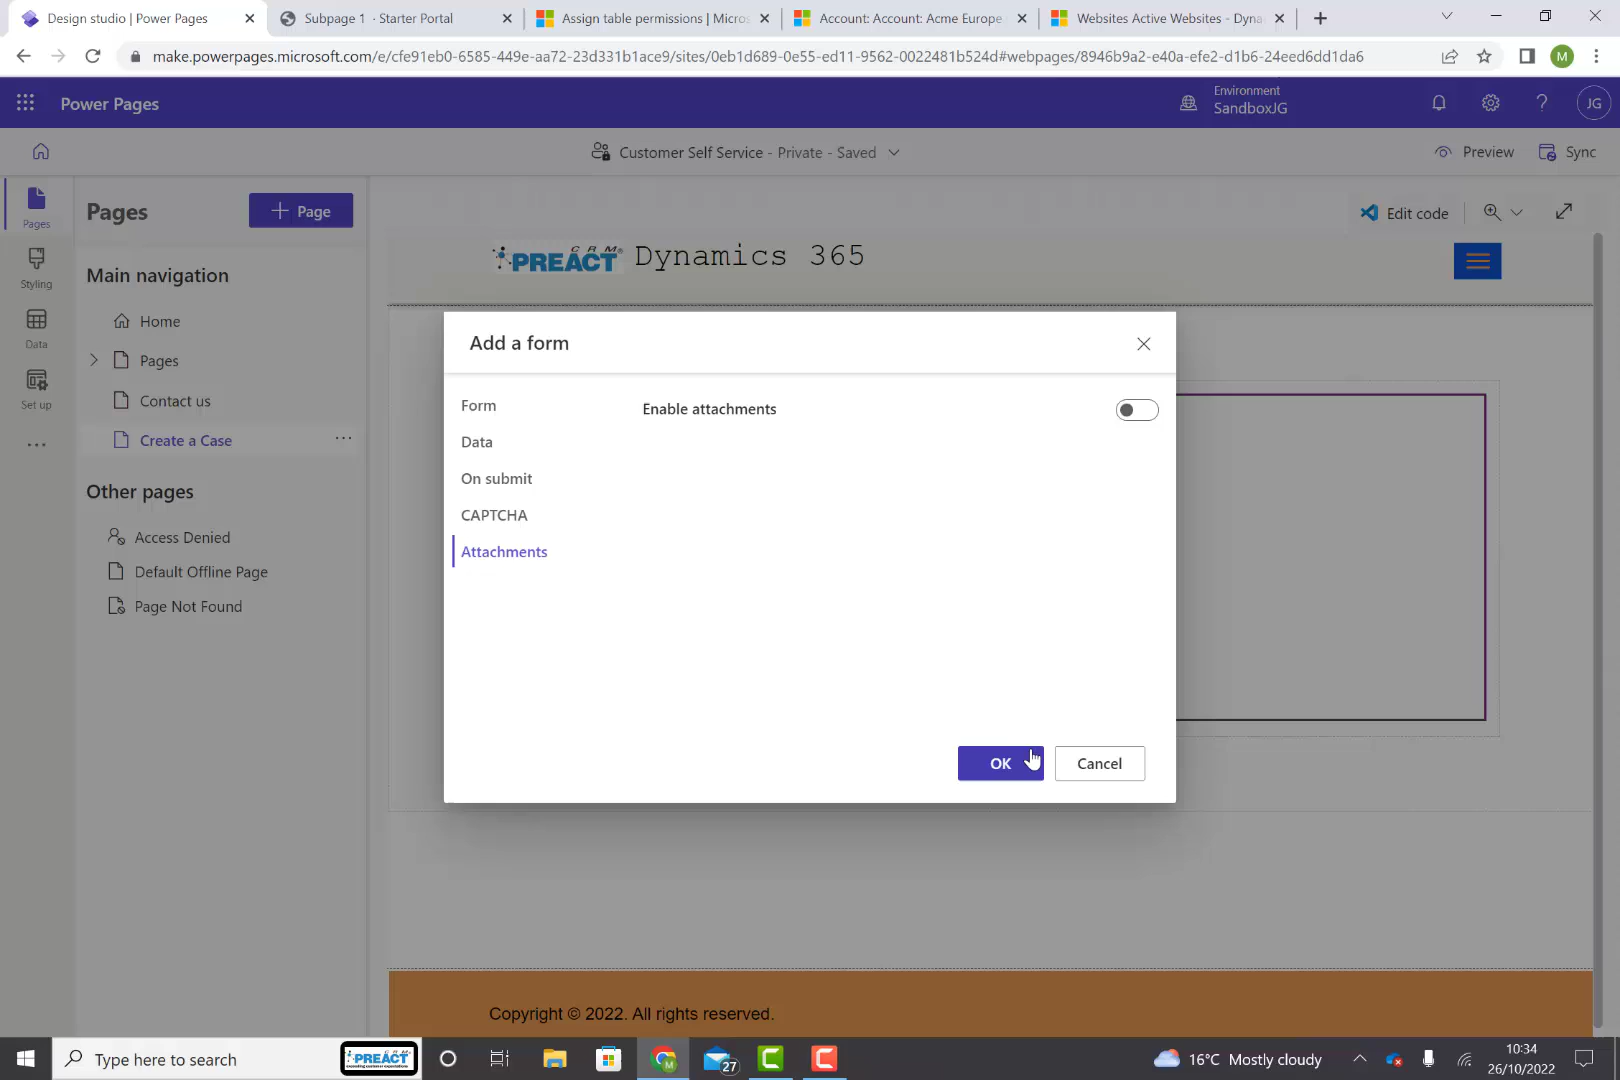 Design studio | Power Pages
Subpage 1 · Starter Portal
Assign table permissions | Micros
Account: Account: Acme Europe
Websites Active Websites - Dyna
make.powerpages.microsoft.com/e/cfe91eb0-6585-449e-aa72-23d331b1ace9/sites/0eb1d689-0e55-ed11-9562-0022481b524d#webpages/8946b9a2-e40a-efe2-d1b6-24eed6dd1da6
M
Power Pages
Environment
SandboxJG
JG
Customer Self Service - Private - Saved
Preview
Sync
Pages
Styling
Data
Set up
Pages
Page
Main navigation
Home
Pages
Contact us
Create a Case
Other pages
Access Denied
Default Offline Page
Page Not Found
Edit code
CRM
PREACT
Dynamics 365
Add a form
Form
Data
On submit
CAPTCHA
Attachments
Enable attachments
OK
Cancel
Copyright © 2022. All rights reserved.
Type here to search
PREACT
27
16°C Mostly cloudy
10:34
26/10/2022